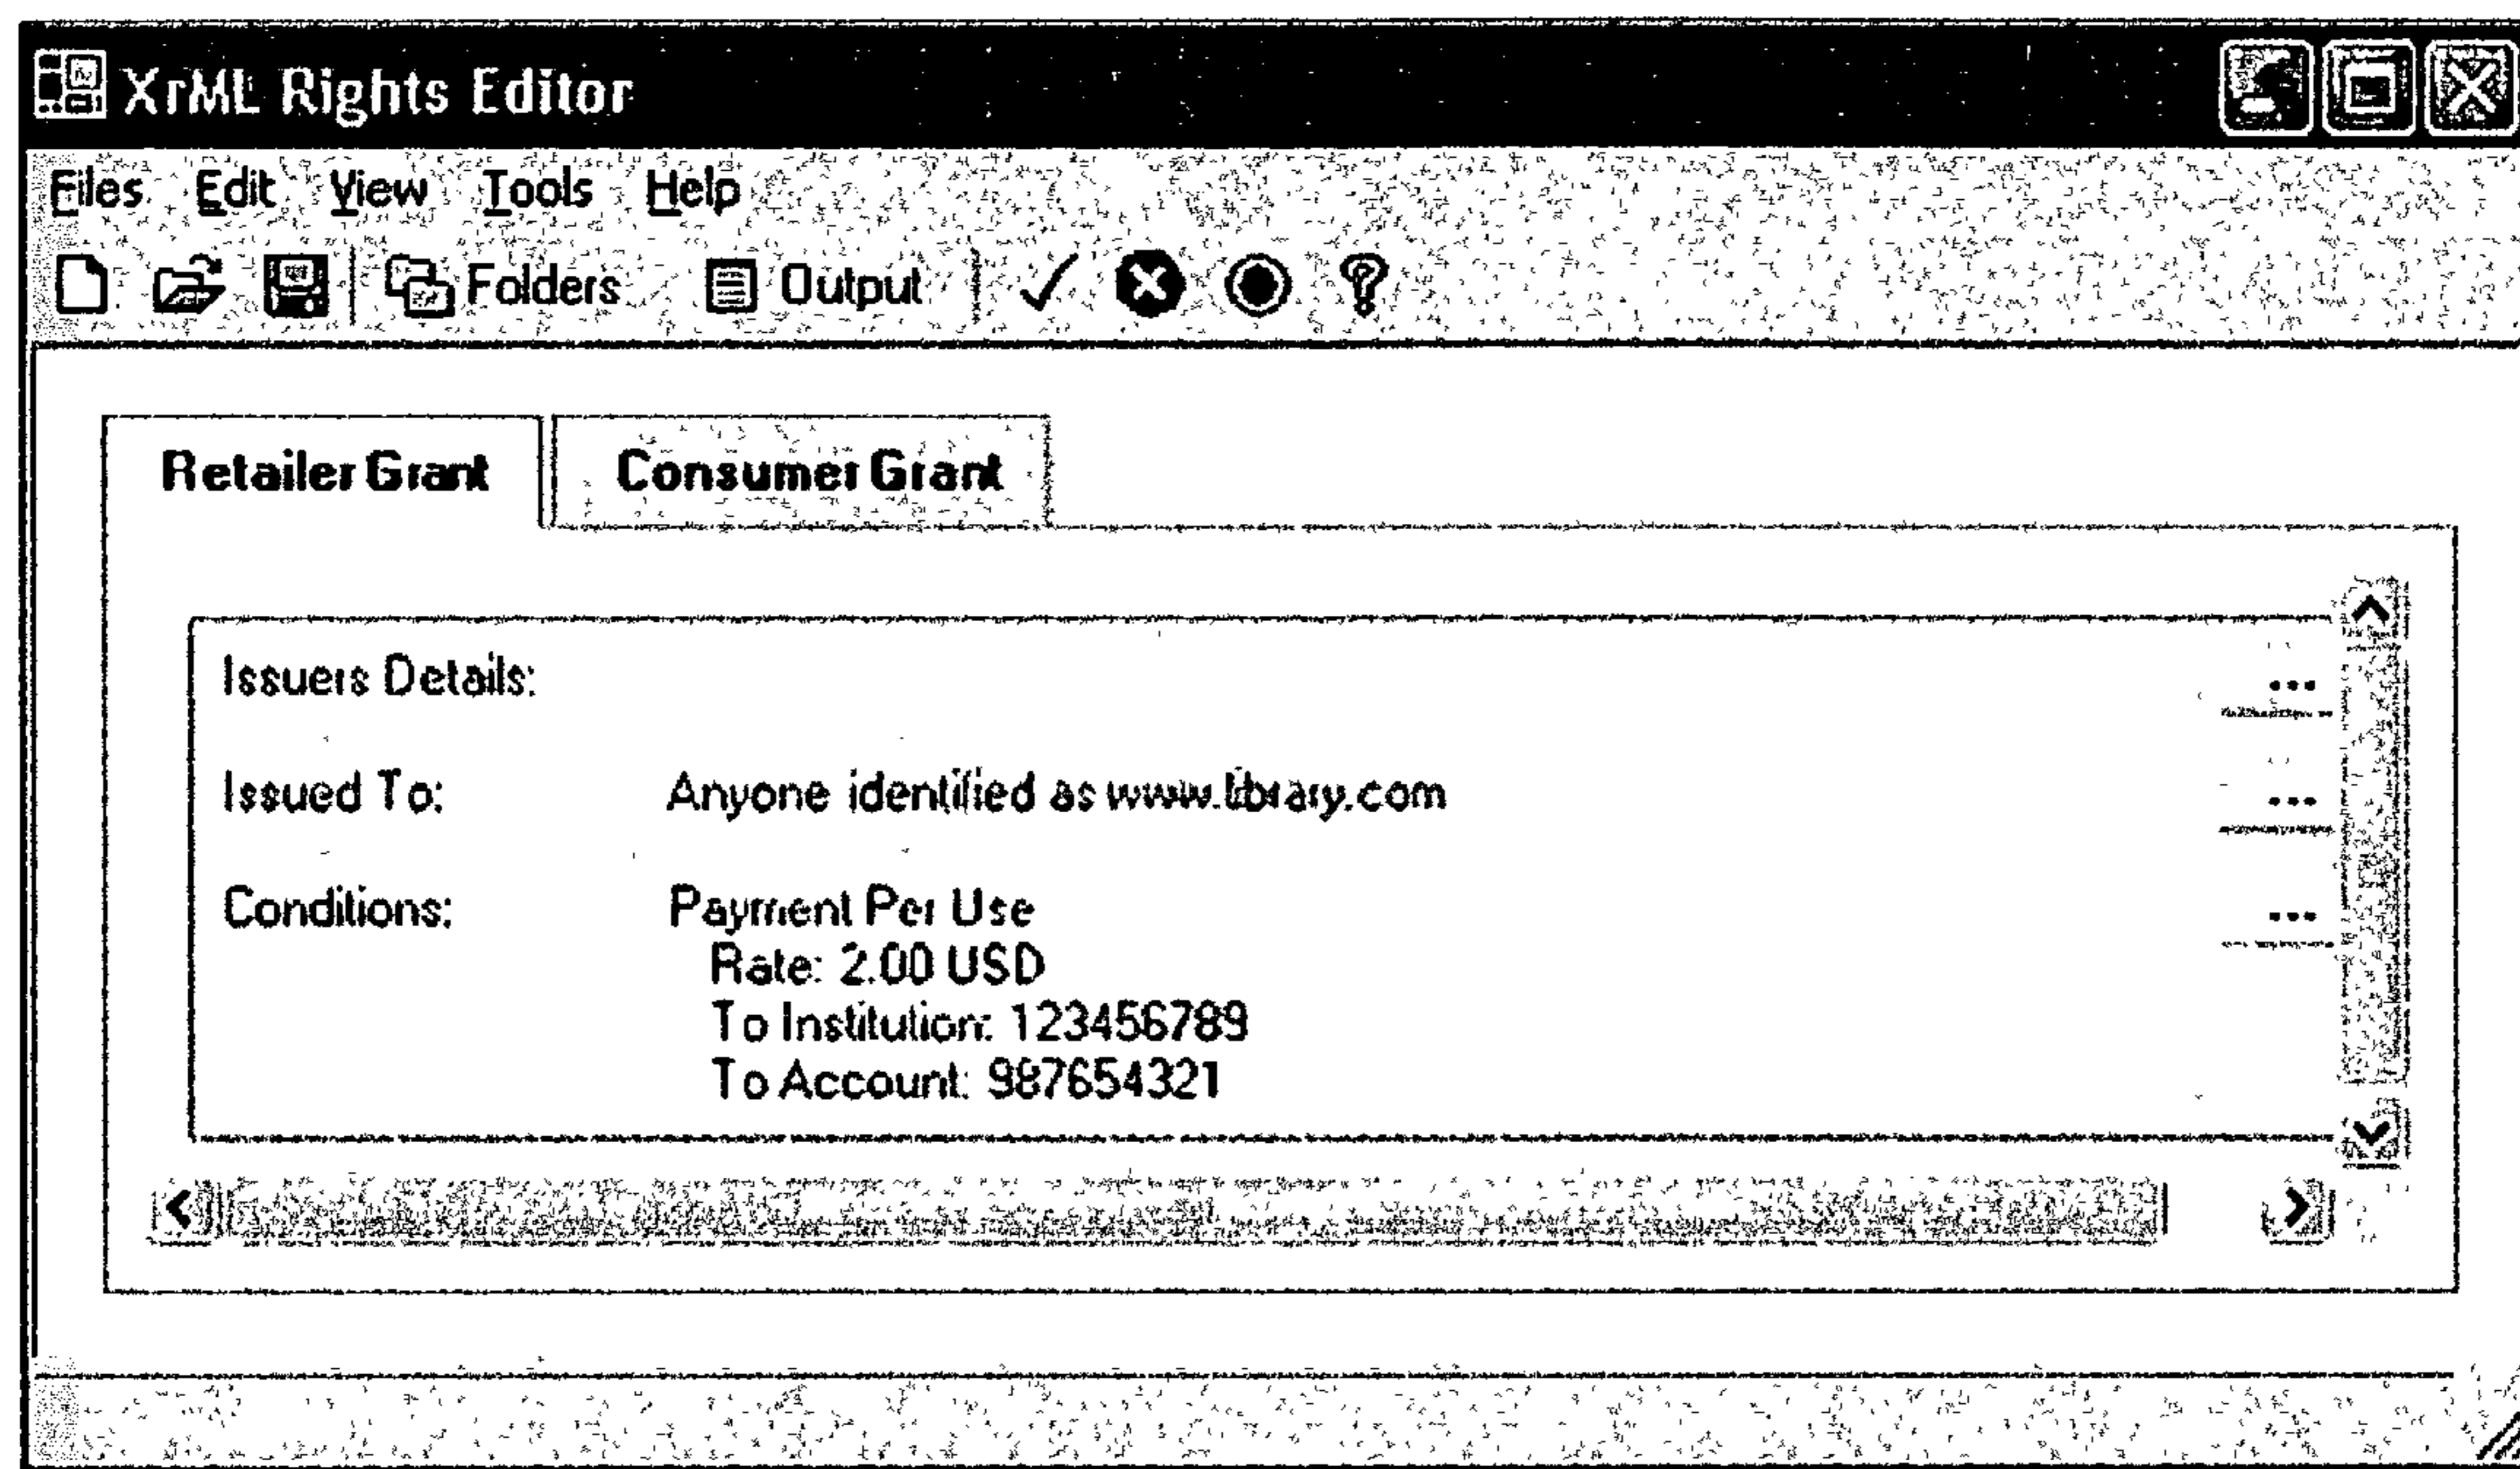 XrML Rights Editor
Files Edit View Tools Help
Folders Output
Retailer Grant Consumer Grant
Issuers Details: ...
Issued To: Anyone identified as www.library.com ...
Conditions: Payment Per Use ...
Rate: 2.00 USD
To Institution: 123456789
To Account: 987654321